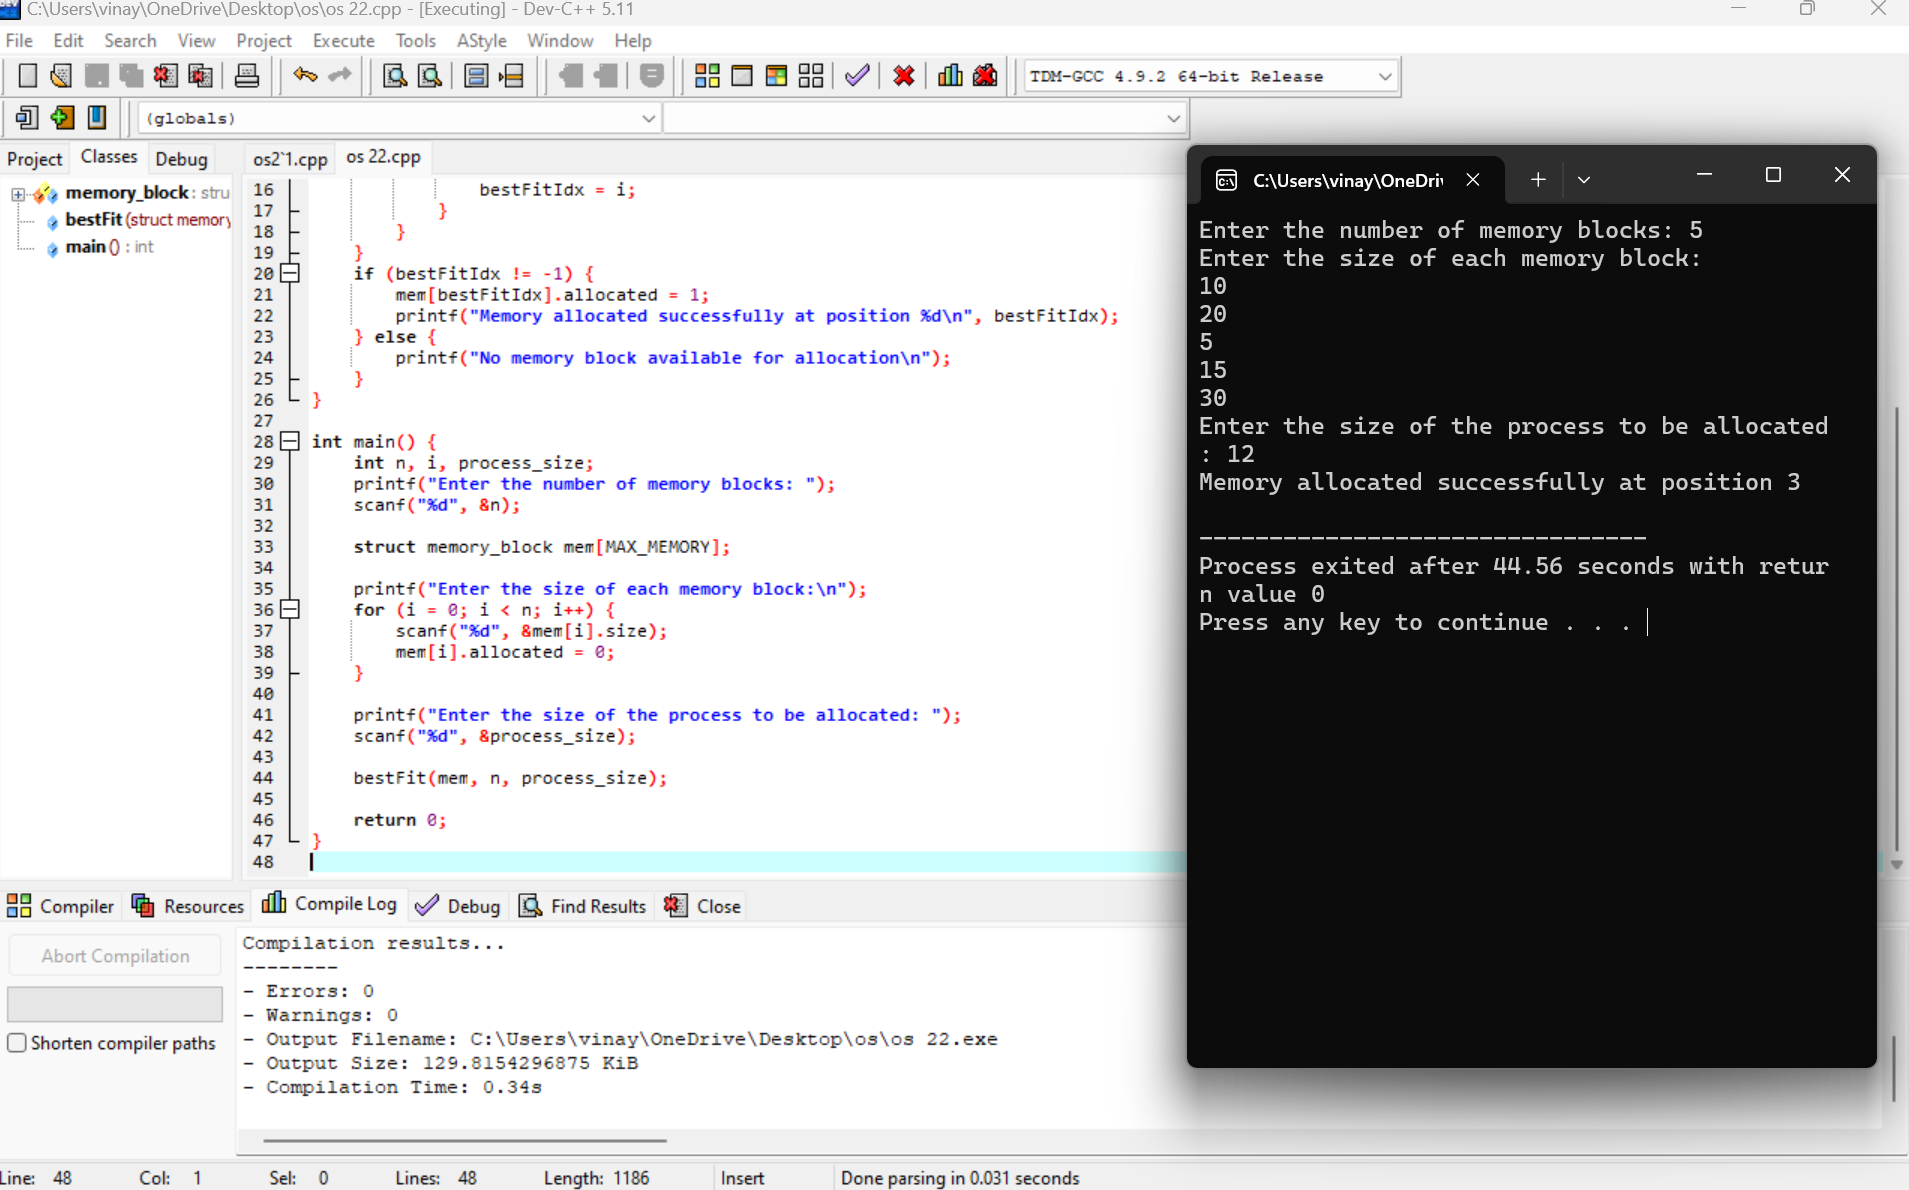 C:\Users\vinay\OneDrive\Desktop\os\os 22.cpp - [Executing] - Dev-C++ 5.11
File Edit Search View Project Execute Tools AStyle Window Help
TDM-GCC 4.9.2 64-bit Release
(globals)
Project Classes Debug
os2`1.cpp os 22.cpp
memory_block : stru
bestFit (struct memory
main () : int
16 bestFitIdx = i;
17 }
18 }
19 }
20 if (bestFitIdx != -1) {
21 mem[bestFitIdx].allocated = 1;
22 printf("Memory allocated successfully at position %d\n", bestFitIdx);
23 } else {
24 printf("No memory block available for allocation\n");
25 }
26 }
27
28 int main() {
29 int n, i, process_size;
30 printf("Enter the number of memory blocks: ");
31 scanf("%d", &n);
32
33 struct memory_block mem[MAX_MEMORY];
34
35 printf("Enter the size of each memory block:\n");
36 for (i = 0; i < n; i++) {
37 scanf("%d", &mem[i].size);
38 mem[i].allocated = 0;
39 }
40
41 printf("Enter the size of the process to be allocated: ");
42 scanf("%d", &process_size);
43
44 bestFit(mem, n, process_size);
45
46 return 0;
47 }
48
C:\Users\vinay\OneDri
Enter the number of memory blocks: 5
Enter the size of each memory block:
10
20
5
15
30
Enter the size of the process to be allocated
: 12
Memory allocated successfully at position 3
--------------------------------
Process exited after 44.56 seconds with retur
n value 0
Press any key to continue . . .
Compiler Resources Compile Log Debug Find Results Close
Abort Compilation
Shorten compiler paths
Compilation results...
--------
- Errors: 0
- Warnings: 0
- Output Filename: C:\Users\vinay\OneDrive\Desktop\os\os 22.exe
- Output Size: 129.8154296875 KiB
- Compilation Time: 0.34s
Line: 48 Col: 1 Sel: 0 Lines: 48 Length: 1186 Insert Done parsing in 0.031 seconds